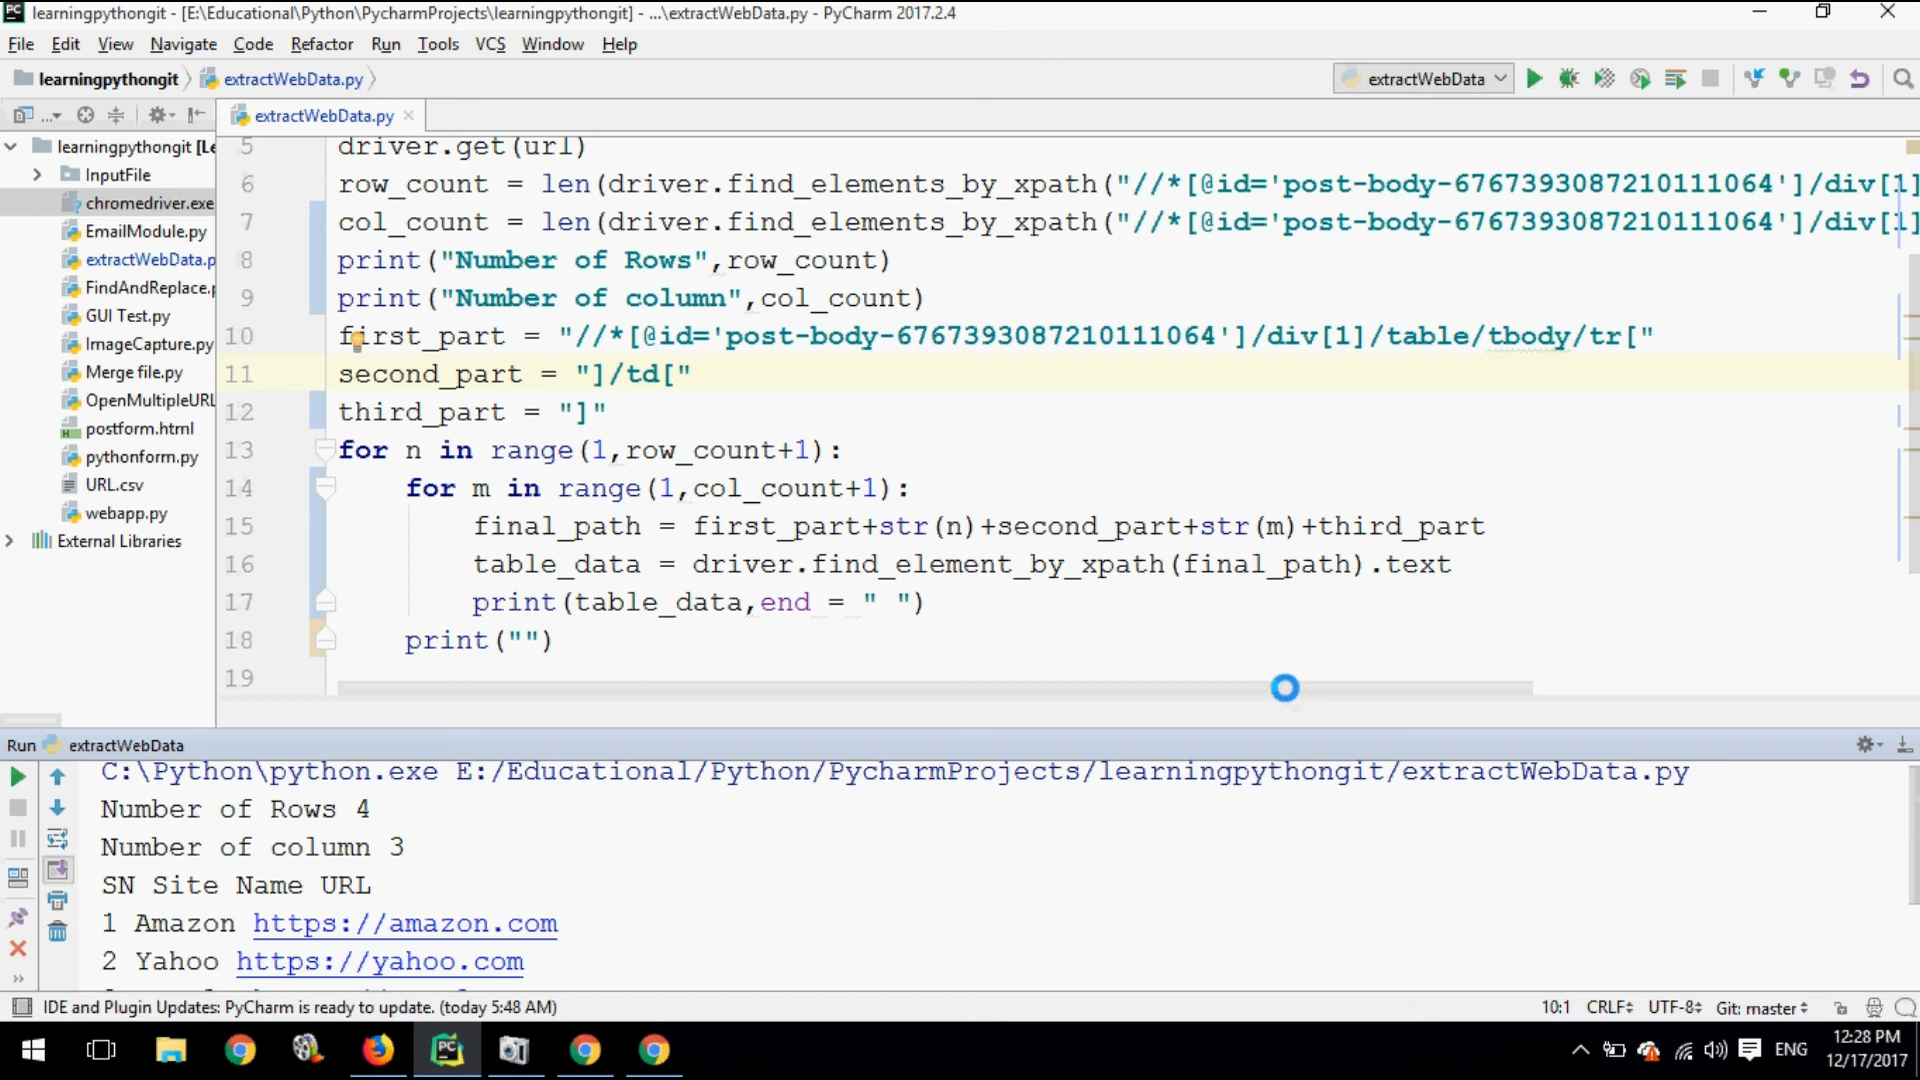 learningpythongit - [E:\Educational\Python\PycharmProjects\learningpythongit] - ...\extractWebData.py - PyCharm 2017.2.4
File Edit View Navigate Code Refactor Run Tools VCS Window Help
learningpythongit extractWebData.py extractWebData
... extractWebData.py
learningpythongit [Le
InputFile
chromedriver.exe
EmailModule.py
extractWebData.p
FindAndReplace.p
GUI Test.py
ImageCapture.py
Merge file.py
OpenMultipleURL
postform.html
pythonform.py
URL.csv
webapp.py
External Libraries
5 driver.get(url)
6 row_count = len(driver.find_elements_by_xpath("//*[@id='post-body-6767393087210111064']/div[1]
7 col_count = len(driver.find_elements_by_xpath("//*[@id='post-body-6767393087210111064']/div[1]
8 print("Number of Rows",row_count)
9 print("Number of column",col_count)
10 first_part = "//*[@id='post-body-6767393087210111064']/div[1]/table/tbody/tr["
11 second_part = "]/td["
12 third_part = "]"
13 for n in range(1,row_count+1):
14 for m in range(1,col_count+1):
15 final_path = first_part+str(n)+second_part+str(m)+third_part
16 table_data = driver.find_element_by_xpath(final_path).text
17 print(table_data,end = " ")
18 print("")
19
Run extractWebData
C:\Python\python.exe E:/Educational/Python/PycharmProjects/learningpythongit/extractWebData.py
Number of Rows 4
Number of column 3
SN Site Name URL
1 Amazon https://amazon.com
2 Yahoo https://yahoo.com
IDE and Plugin Updates: PyCharm is ready to update. (today 5:48 AM) 10:1 CRLF UTF-8 Git: master
ENG 12:28 PM
12/17/2017